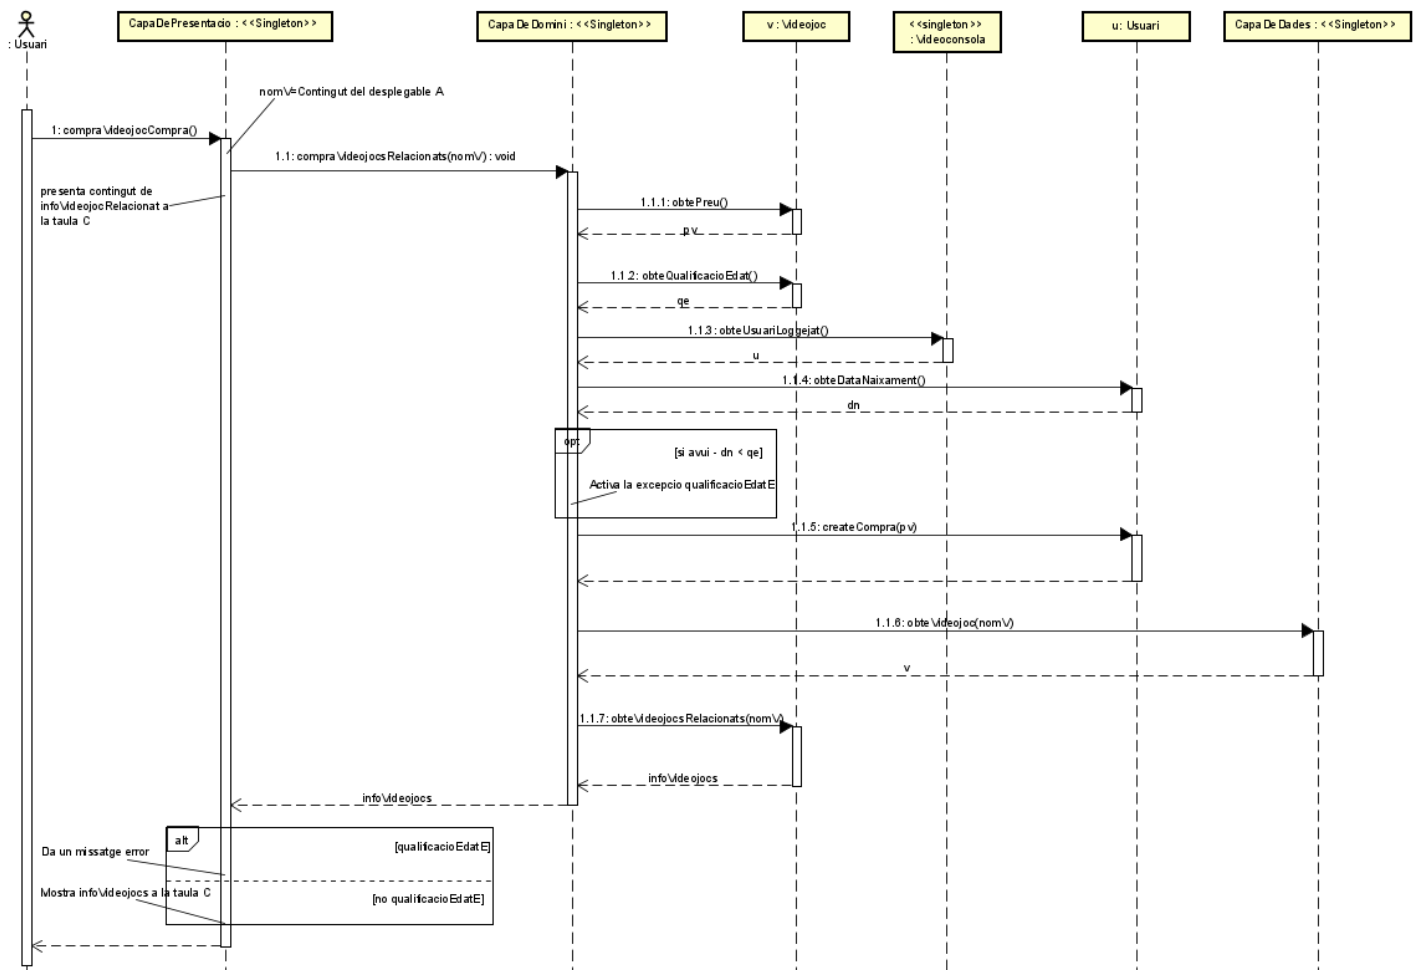 : Usuari
CapaDePresentacio : <<Singleton>>
Capa De Domini : <<Singleton>>
v : Videojoc
<<singleton>>
: Videoconsola
u: Usuari
Capa De Dades : <<Singleton>>
nomV=Contingut del desplegable A
1: compraVideojocCompra()
1.1: compraVideojocsRelacionats(nomV) : void
presenta contingut de
infoVideojocRelacionat a
la taula C
1.1.1: obtePreu()
pv
1.1.2: obteQualificacioEdat()
qe
1.1.3: obteUsuariLoggejat()
u
1.1.4: obteDataNaixament()
dn
opt
[si avui - dn < qe]
Activa la excepcio qualificacioEdatE
1.1.5: createCompra(pv)
1.1.6: obteVideojoc(nomV)
v
1.1.7: obteVideojocsRelacionats(nomV)
infoVideojocs
infoVideojocs
alt
[qualificacioEdatE]
Da un missatge error
Mostra infoVideojocs a la taula C
[no qualificacioEdatE]